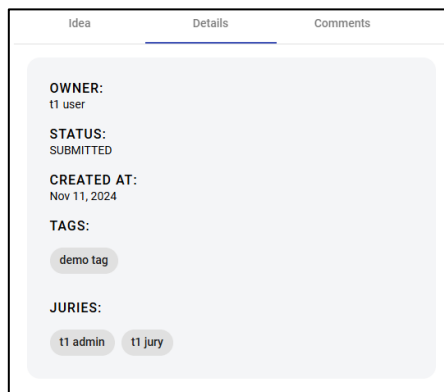 Idea Details Comments
OWNER:
t1 user
STATUS:
SUBMITTED
CREATED AT:
Nov 11, 2024
TAGS:
demo tag
JURIES:
t1 admin t1 jury